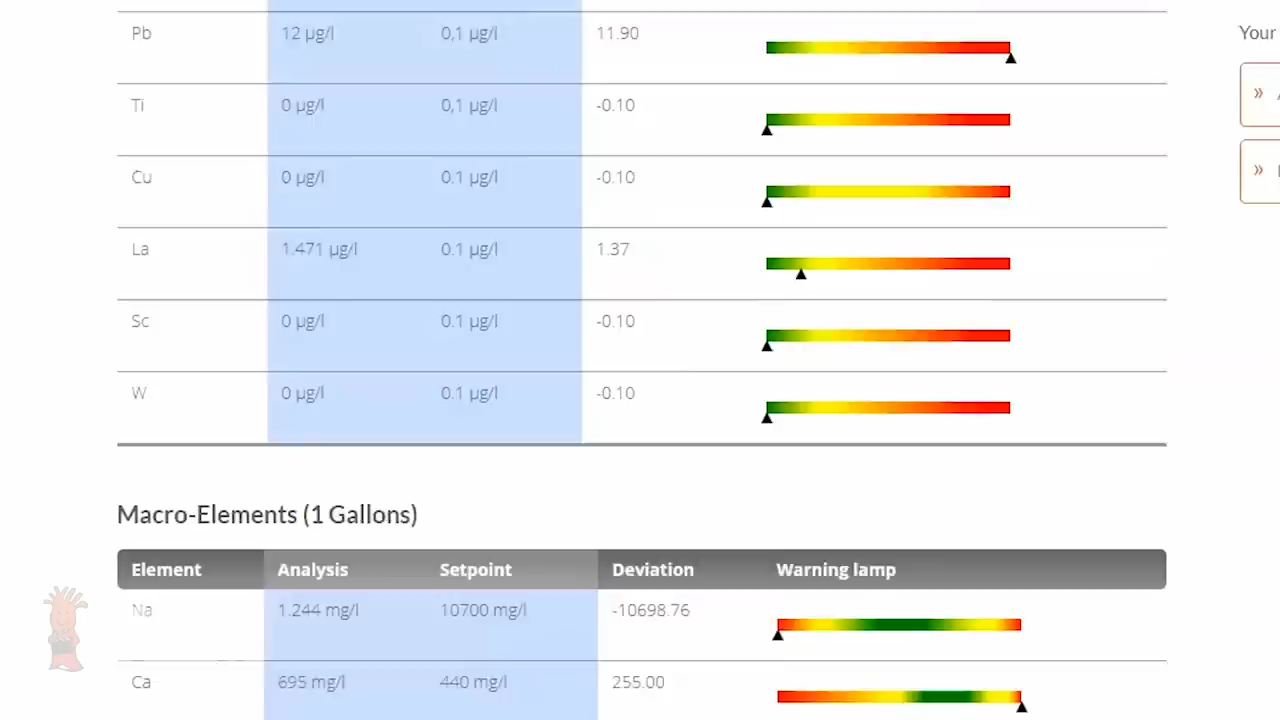 Pb 12 µg/l 0,1 µg/l 11.90
Your
Ti 0 µg/l 0,1 µg/l -0.10
Cu 0 µg/l 0.1 µg/l -0.10
La 1.471 µg/l 0.1 µg/l 1.37
Sc 0 µg/l 0.1 µg/l -0.10
W 0 µg/l 0.1 µg/l -0.10
Macro-Elements (1 Gallons)
Element Analysis Setpoint Deviation Warning lamp
Na 1.244 mg/l 10700 mg/l -10698.76
Ca 695 mg/l 440 mg/l 255.00